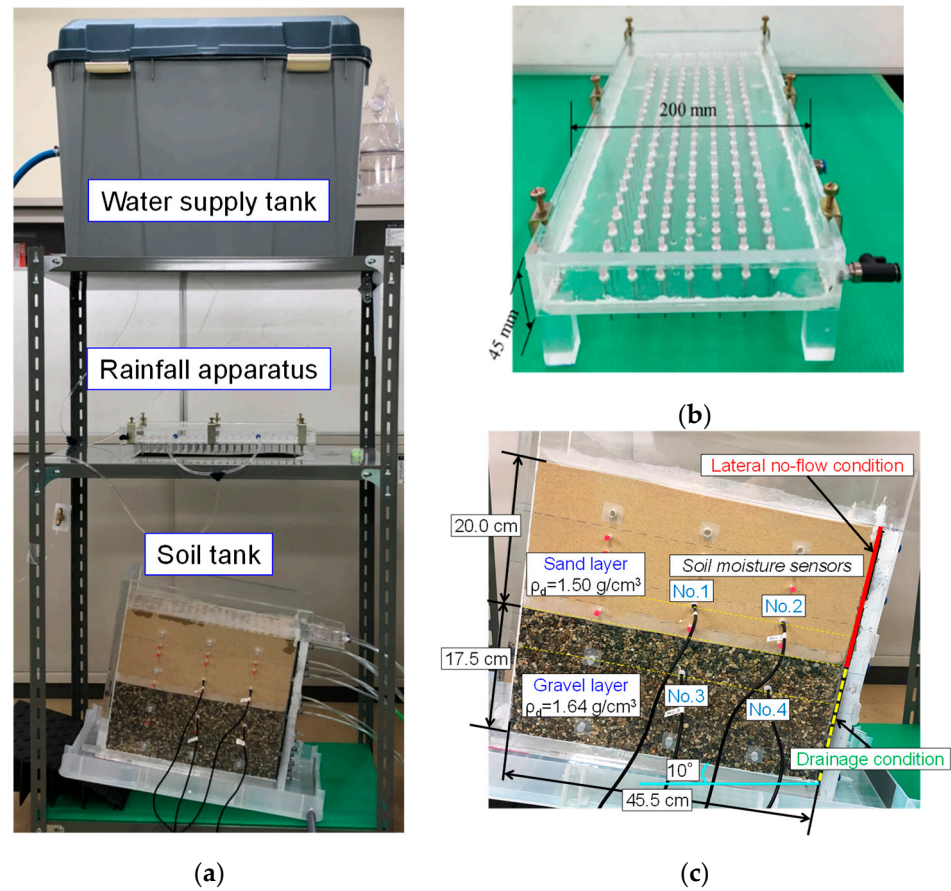 Water supply tank
Rainfall apparatus
Soil tank
(a)
200 mm
45 mm
(b)
Lateral no-flow condition
20.0 cm
Sand layer
ρd=1.50 g/cm³
Soil moisture sensors
No.1
No.2
17.5 cm
Gravel layer
ρd=1.64 g/cm³
No.3
No.4
Drainage condition
10°
45.5 cm
(c)